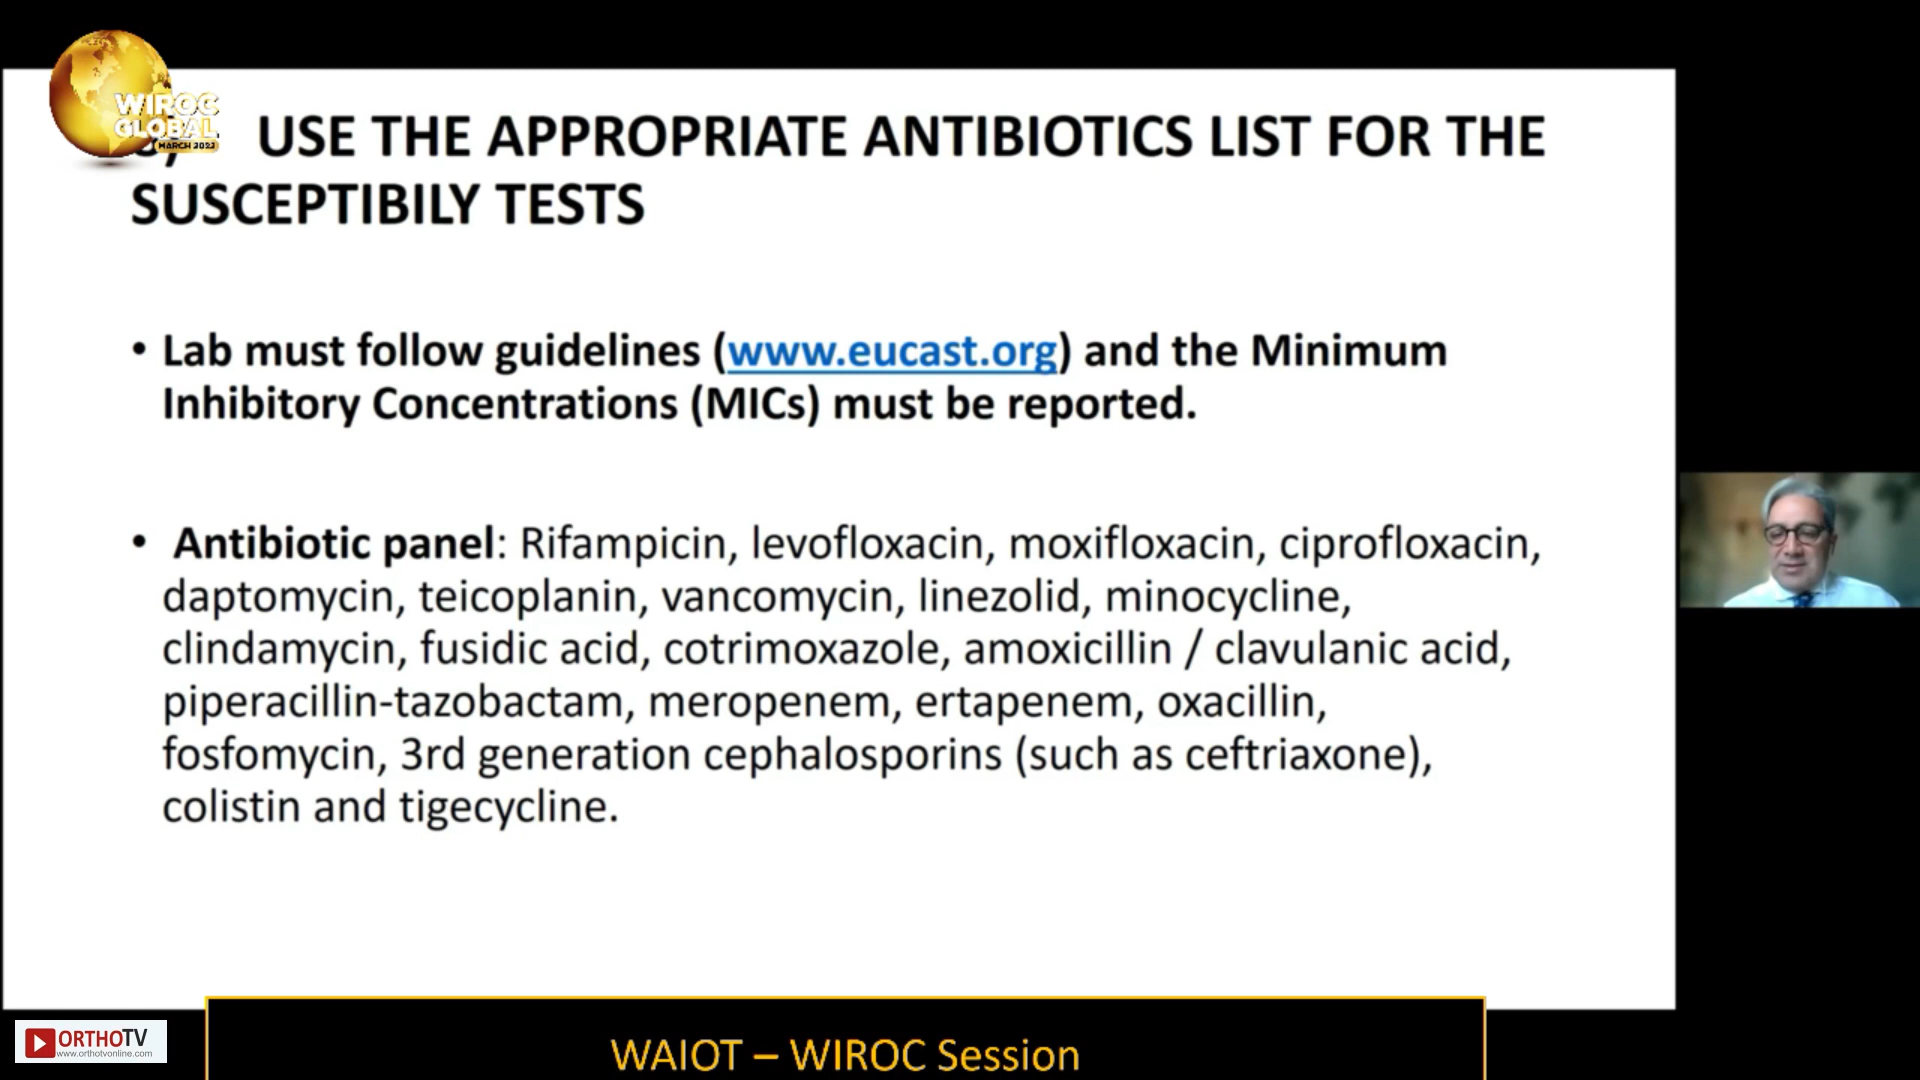 WIROC
GLOBAL
MARCH 2023
USE THE APPROPRIATE ANTIBIOTICS LIST FOR THE
SUSCEPTIBILY TESTS
• Lab must follow guidelines (www.eucast.org) and the Minimum
Inhibitory Concentrations (MICs) must be reported.
• Antibiotic panel: Rifampicin, levofloxacin, moxifloxacin, ciprofloxacin,
daptomycin, teicoplanin, vancomycin, linezolid, minocycline,
clindamycin, fusidic acid, cotrimoxazole, amoxicillin / clavulanic acid,
piperacillin-tazobactam, meropenem, ertapenem, oxacillin,
fosfomycin, 3rd generation cephalosporins (such as ceftriaxone),
colistin and tigecycline.
ORTHOTV
www.orthotvonline.com
WAIOT – WIROC Session